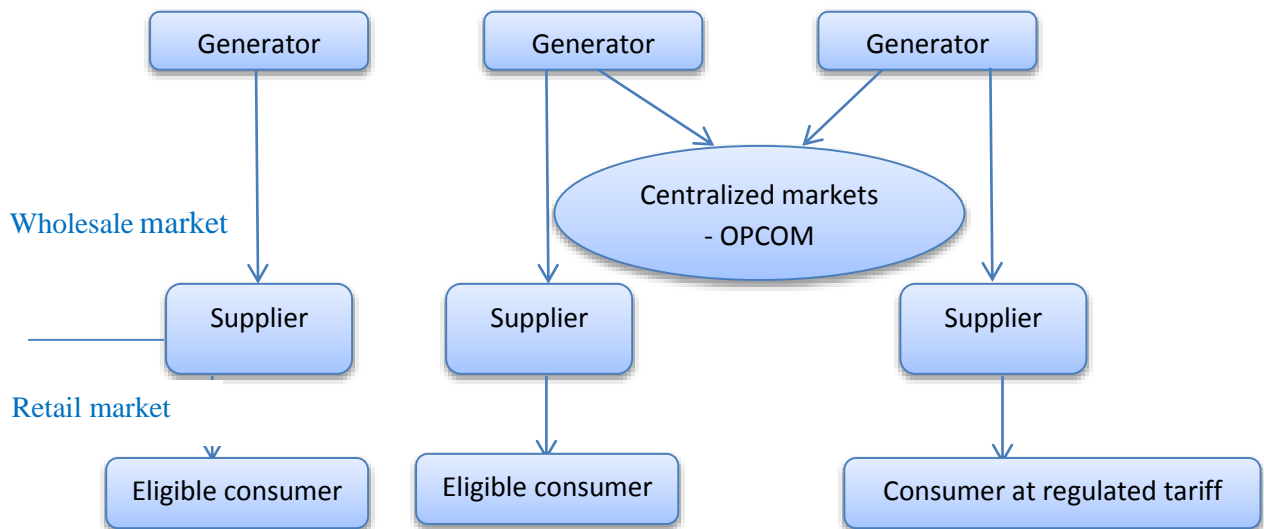 Generator
Generator
Generator
Centralized markets
- OPCOM
Wholesale market
Supplier
Supplier
Supplier
Retail market
Eligible consumer
Eligible consumer
Consumer at regulated tariff